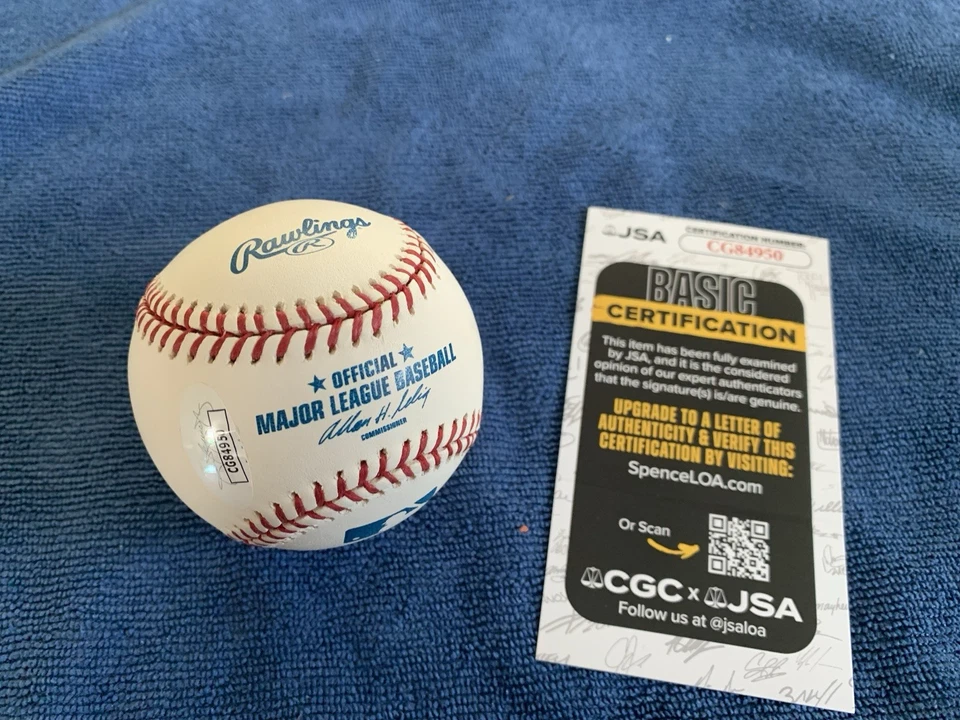 Rawlings
R
OFFICIAL
MAJOR LEAGUE BASEBALL
Allan H. Selig
COMMISSIONER
JSA
CERTIFICATION NUMBER:
CG84950
BASIC
CERTIFICATION
This item has been fully examined
by JSA, and it is the considered
opinion of our expert authenticators
that the signature(s) is/are genuine.
UPGRADE TO A LETTER OF
AUTHENTICITY & VERIFY THIS
CERTIFICATION BY VISITING:
SpenceLOA.com
Or Scan
CGC x JSA
Follow us at @jsaloa